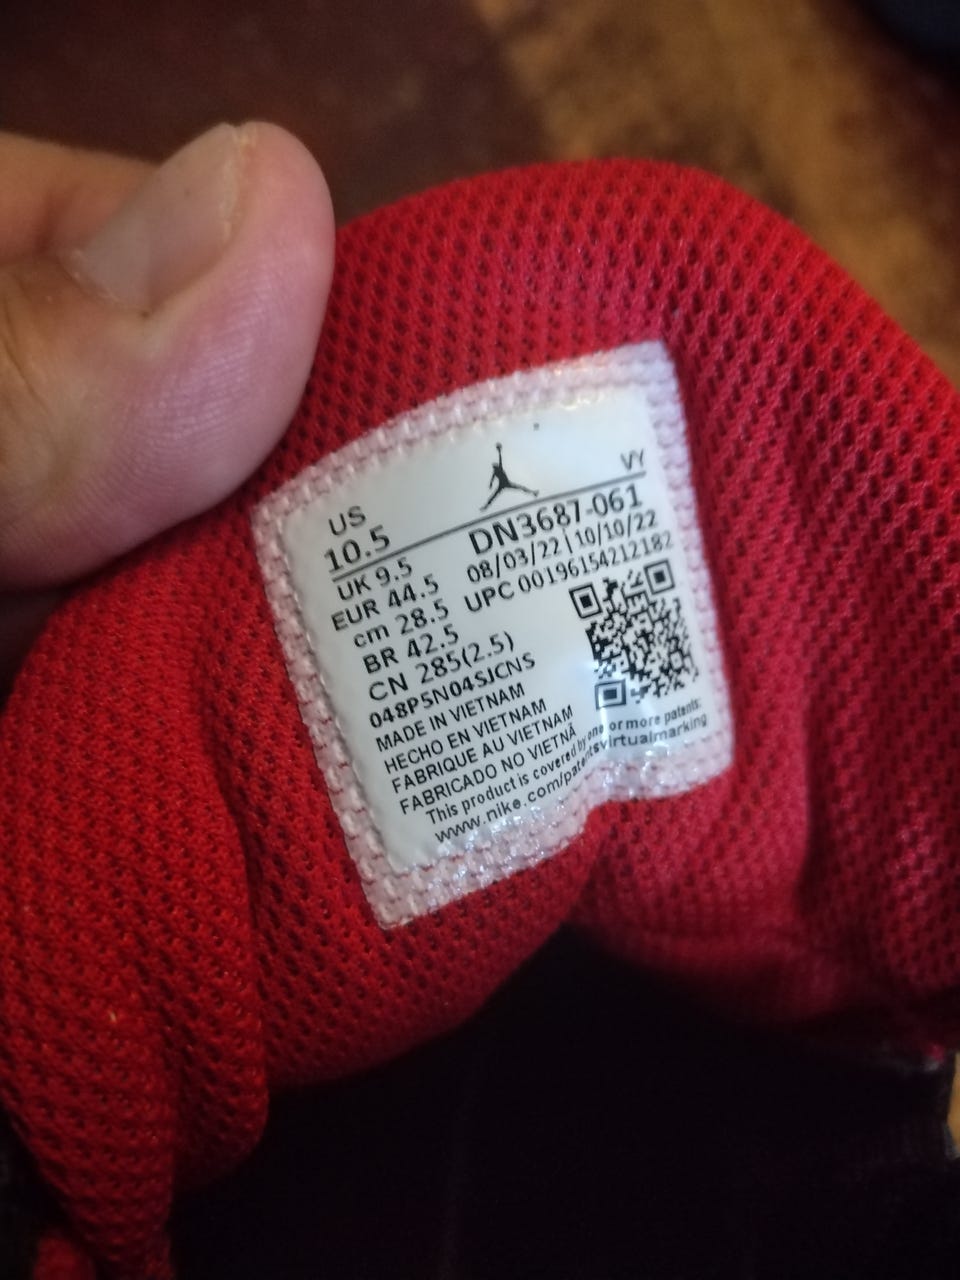 US
10.5
UK 9.5
EUR 44.5
cm 28.5
BR 42.5
CN 285(2.5)
048P5N04SJCNS
VY
DN3687-061
08/03/22 | 10/10/22
UPC 00196154212182
MADE IN VIETNAM
HECHO EN VIETNAM
FABRIQUE AU VIETNAM
FABRICADO NO VIETNÃ
This product is covered by one or more patents:
www.nike.com/patentsvirtualmarking